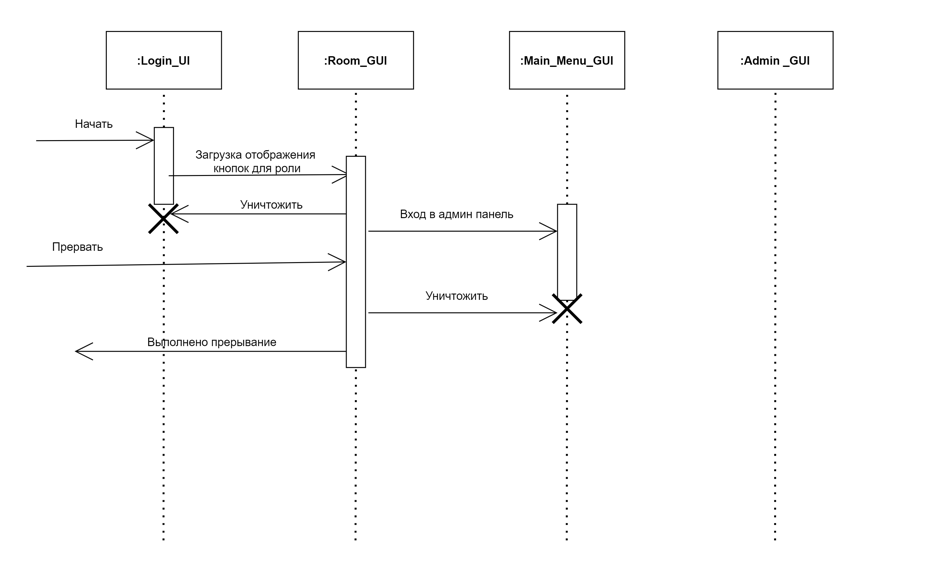 :Login_UI
:Room_GUI
:Main_Menu_GUI
:Admin _GUI
Начать
Загрузка отображения
кнопок для роли
Уничтожить
Вход в админ панель
Прервать
Уничтожить
Выполнено прерывание